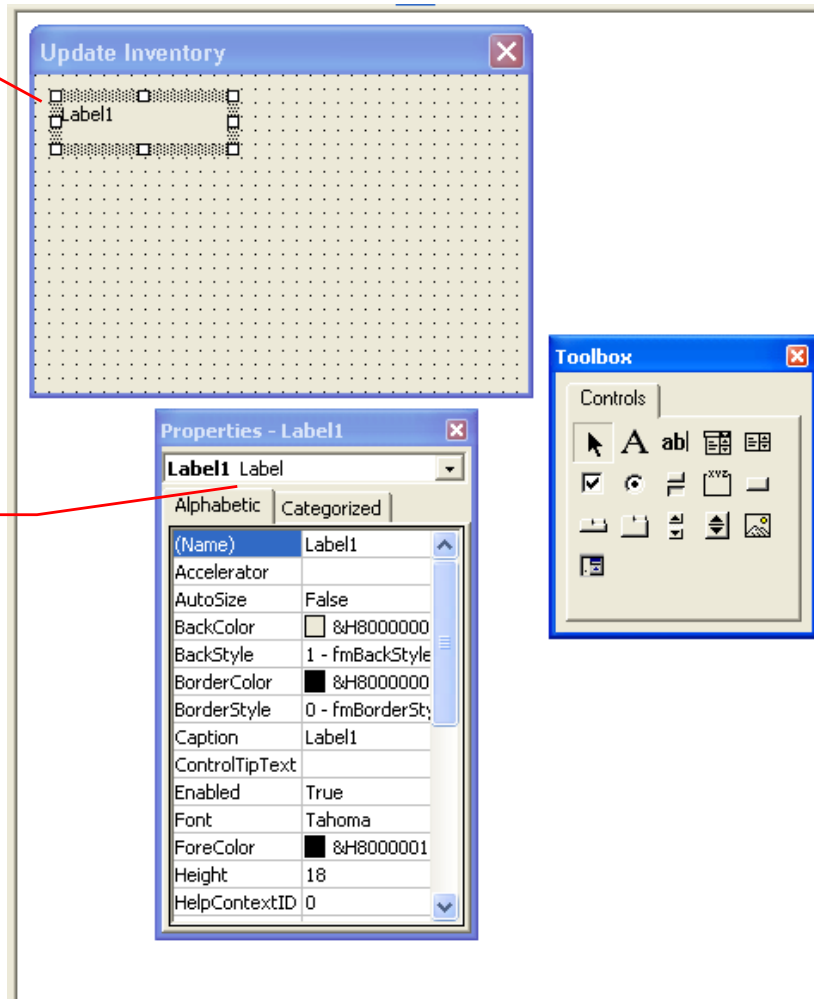 Update Inventory
Label1
Toolbox
Controls
A abl
XYZ
Properties - Label1
Label1 Label
Alphabetic Categorized
(Name) Label1
Accelerator
AutoSize False
BackColor &H8000000
BackStyle 1 - fmBackStyle
BorderColor &H8000000
BorderStyle 0 - fmBorderSty
Caption Label1
ControlTipText
Enabled True
Font Tahoma
ForeColor &H8000001
Height 18
HelpContextID 0